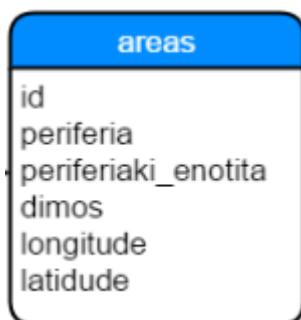 areas
id
periferia
periferiaki_enotita
dimos
longitude
latidude